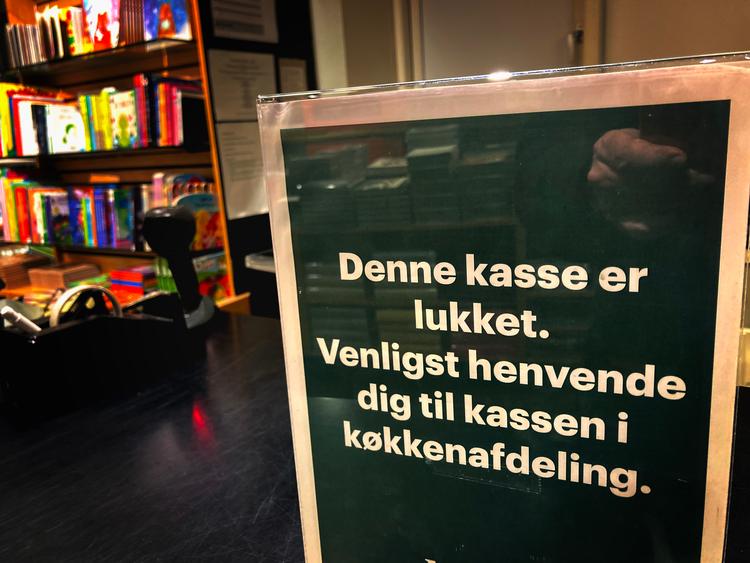 Denne kasse er
lukket.
Venligst henvende
dig til kassen i
køkkenafdeling.